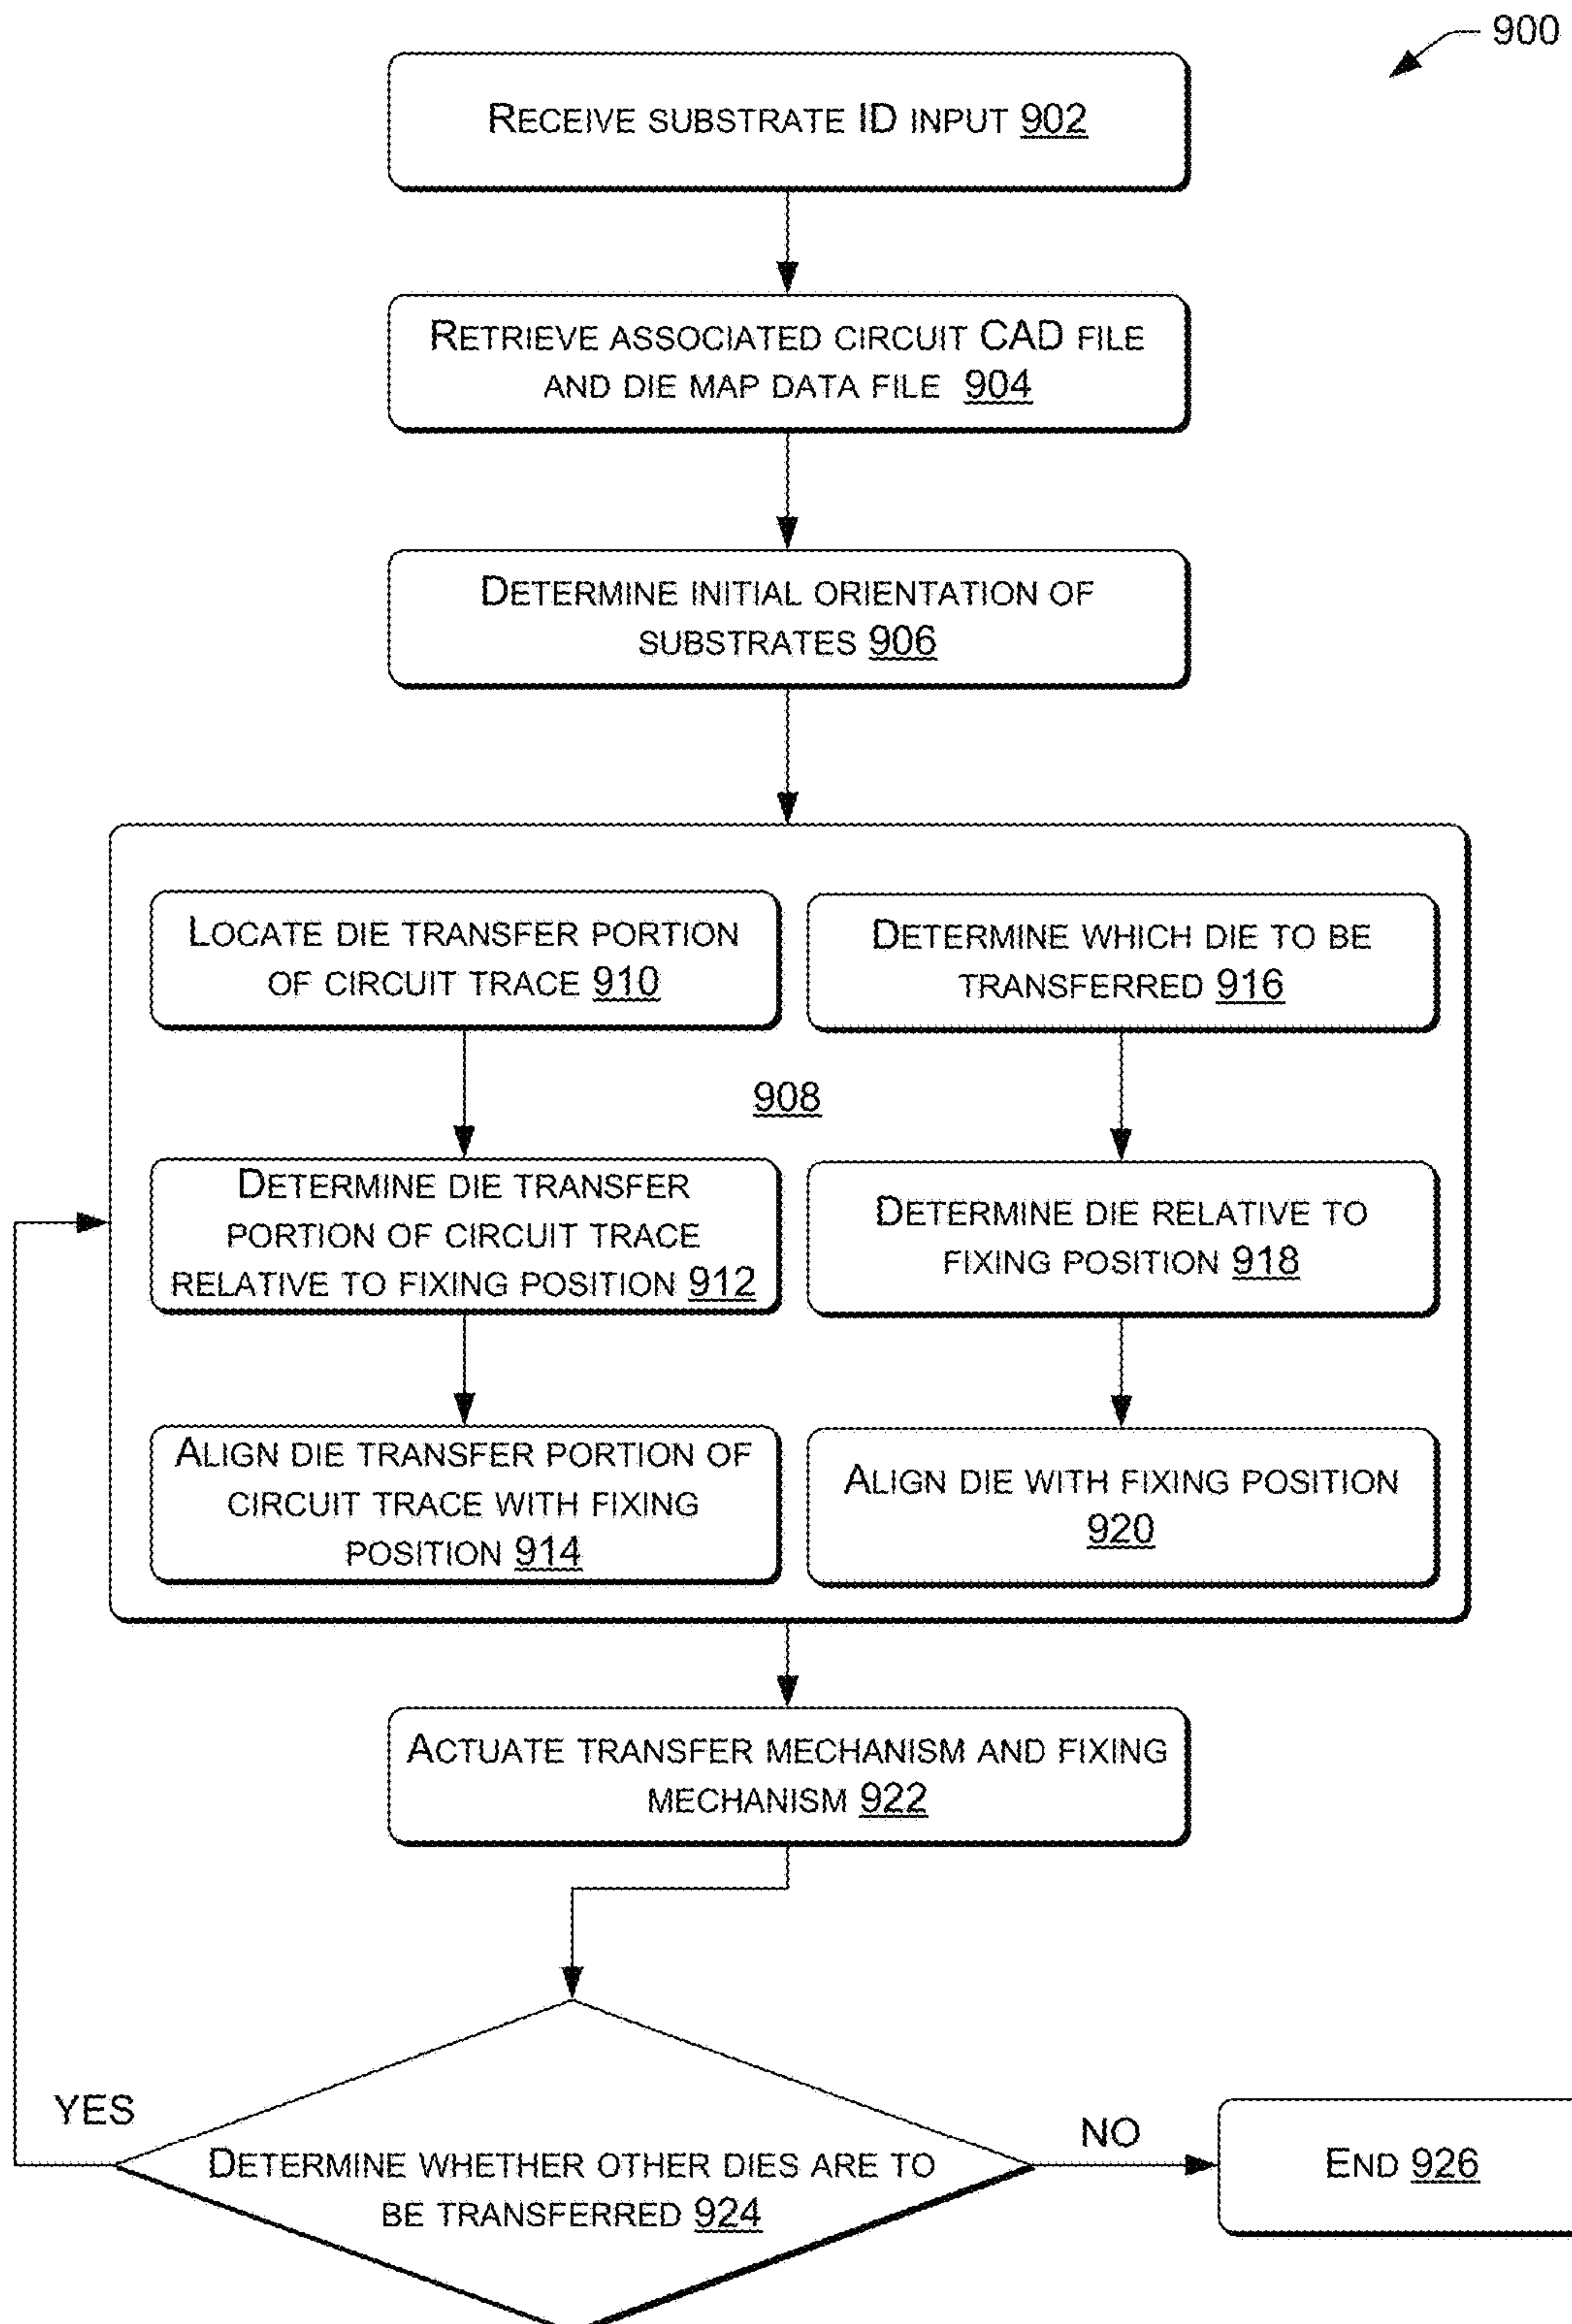 900
RECEIVE SUBSTRATE ID INPUT 902
RETRIEVE ASSOCIATED CIRCUIT CAD FILE
AND DIE MAP DATA FILE 904
DETERMINE INITIAL ORIENTATION OF
SUBSTRATES 906
LOCATE DIE TRANSFER PORTION
OF CIRCUIT TRACE 910
DETERMINE WHICH DIE TO BE
TRANSFERRED 916
908
DETERMINE DIE TRANSFER
PORTION OF CIRCUIT TRACE
RELATIVE TO FIXING POSITION 912
DETERMINE DIE RELATIVE TO
FIXING POSITION 918
ALIGN DIE TRANSFER PORTION OF
CIRCUIT TRACE WITH FIXING
POSITION 914
ALIGN DIE WITH FIXING POSITION
920
ACTUATE TRANSFER MECHANISM AND FIXING
MECHANISM 922
YES
DETERMINE WHETHER OTHER DIES ARE TO
BE TRANSFERRED 924
NO
END 926